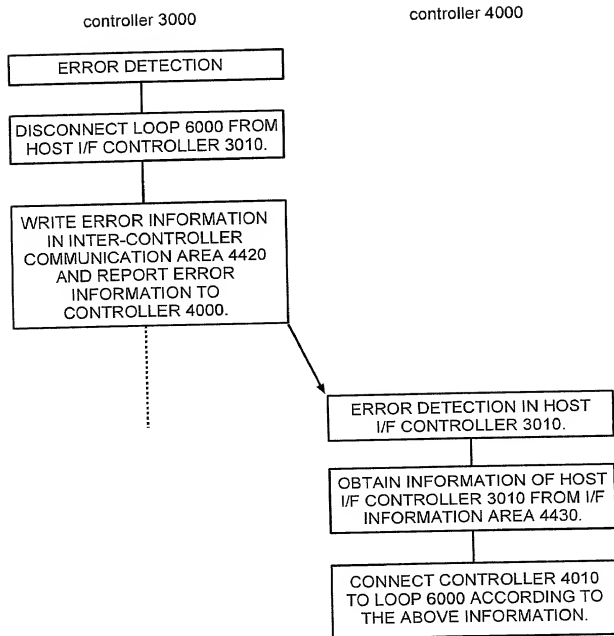 controller 3000
controller 4000
ERROR DETECTION
DISCONNECT LOOP 6000 FROM
HOST I/F CONTROLLER 3010.
WRITE ERROR INFORMATION
IN INTER-CONTROLLER
COMMUNICATION AREA 4420
AND REPORT ERROR
INFORMATION TO
CONTROLLER 4000.
ERROR DETECTION IN HOST
I/F CONTROLLER 3010.
OBTAIN INFORMATION OF HOST
I/F CONTROLLER 3010 FROM I/F
INFORMATION AREA 4430.
CONNECT CONTROLLER 4010
TO LOOP 6000 ACCORDING TO
THE ABOVE INFORMATION.